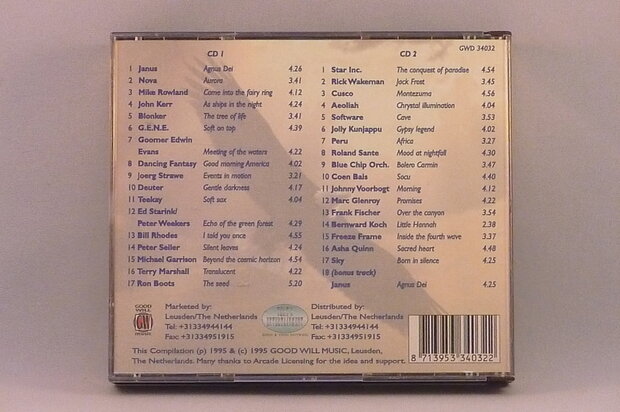 GWD 34032
CD 1
1 Janus Agnus Dei 4.26
2 Nova Aurora 3.41
3 Mike Rowland Came into the fairy ring 4.12
4 John Kerr As ships in the night 4.24
5 Blonker The tree of life 3.41
6 G.E.N.E. Soft on top 4.39
7 Goomer Edwin
Evans Meeting of the waters 4.22
8 Dancing Fantasy Good morning America 4.02
9 Joerg Strawe Events in motion 3.21
10 Deuter Gentle darkness 4.17
11 Teekay Soft sax 4.04
12 Ed Starink/
Peter Weekers Echo of the green forest 4.29
13 Bill Rhodes I told you once 4.55
14 Peter Seiler Silent leaves 4.24
15 Michael Garrison Beyond the cosmic horizon 4.54
16 Terry Marshall Translucent 4.22
17 Ron Boots The seed 5.20
CD 2
1 Star Inc. The conquest of paradise 4.54
2 Rick Wakeman Jack Frost 3.45
3 Cusco Montezuma 4.56
4 Aeoliah Chrystal illumination 4.04
5 Software Cave 3.53
6 Jolly Kunjappu Gypsy legend 4.02
7 Peru Africa 3.27
8 Roland Sante Mood at nightfall 4.30
9 Blue Chip Orch. Bolero Carmin 3.47
10 Coen Bais Socu 4.40
11 Johnny Voorbogt Morning 4.12
12 Marc Glenroy Promises 4.22
13 Frank Fischer Over the canyon 3.54
14 Bernward Koch Little Hannah 2.38
15 Freeze Frame Inside the fourth wave 3.37
16 Asha Quinn Sacred heart 4.48
17 Sky Born in silence 4.25
18 (bonus track)
Janus Agnus Dei 4.25
GOOD WILL
GW
MUSIC
Marketed by:
Leusden/The Netherlands
Tel: +31334944144
Fax: +31334951915
Distributed by:
Leusden/The Netherlands
Tel: +31334944144
Fax: +31334951915
This Compilation (p) 1995 & (c) 1995 GOOD WILL MUSIC, Leusden,
The Netherlands. Many thanks to Arcade Licensing for the idea and support.
8 713953 340322